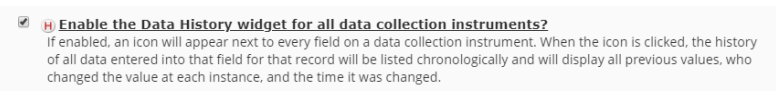 H Enable the Data History widget for all data collection instruments?
If enabled, an icon will appear next to every field on a data collection instrument. When the icon is clicked, the history
of all data entered into that field for that record will be listed chronologically and will display all previous values, who
changed the value at each instance, and the time it was changed.